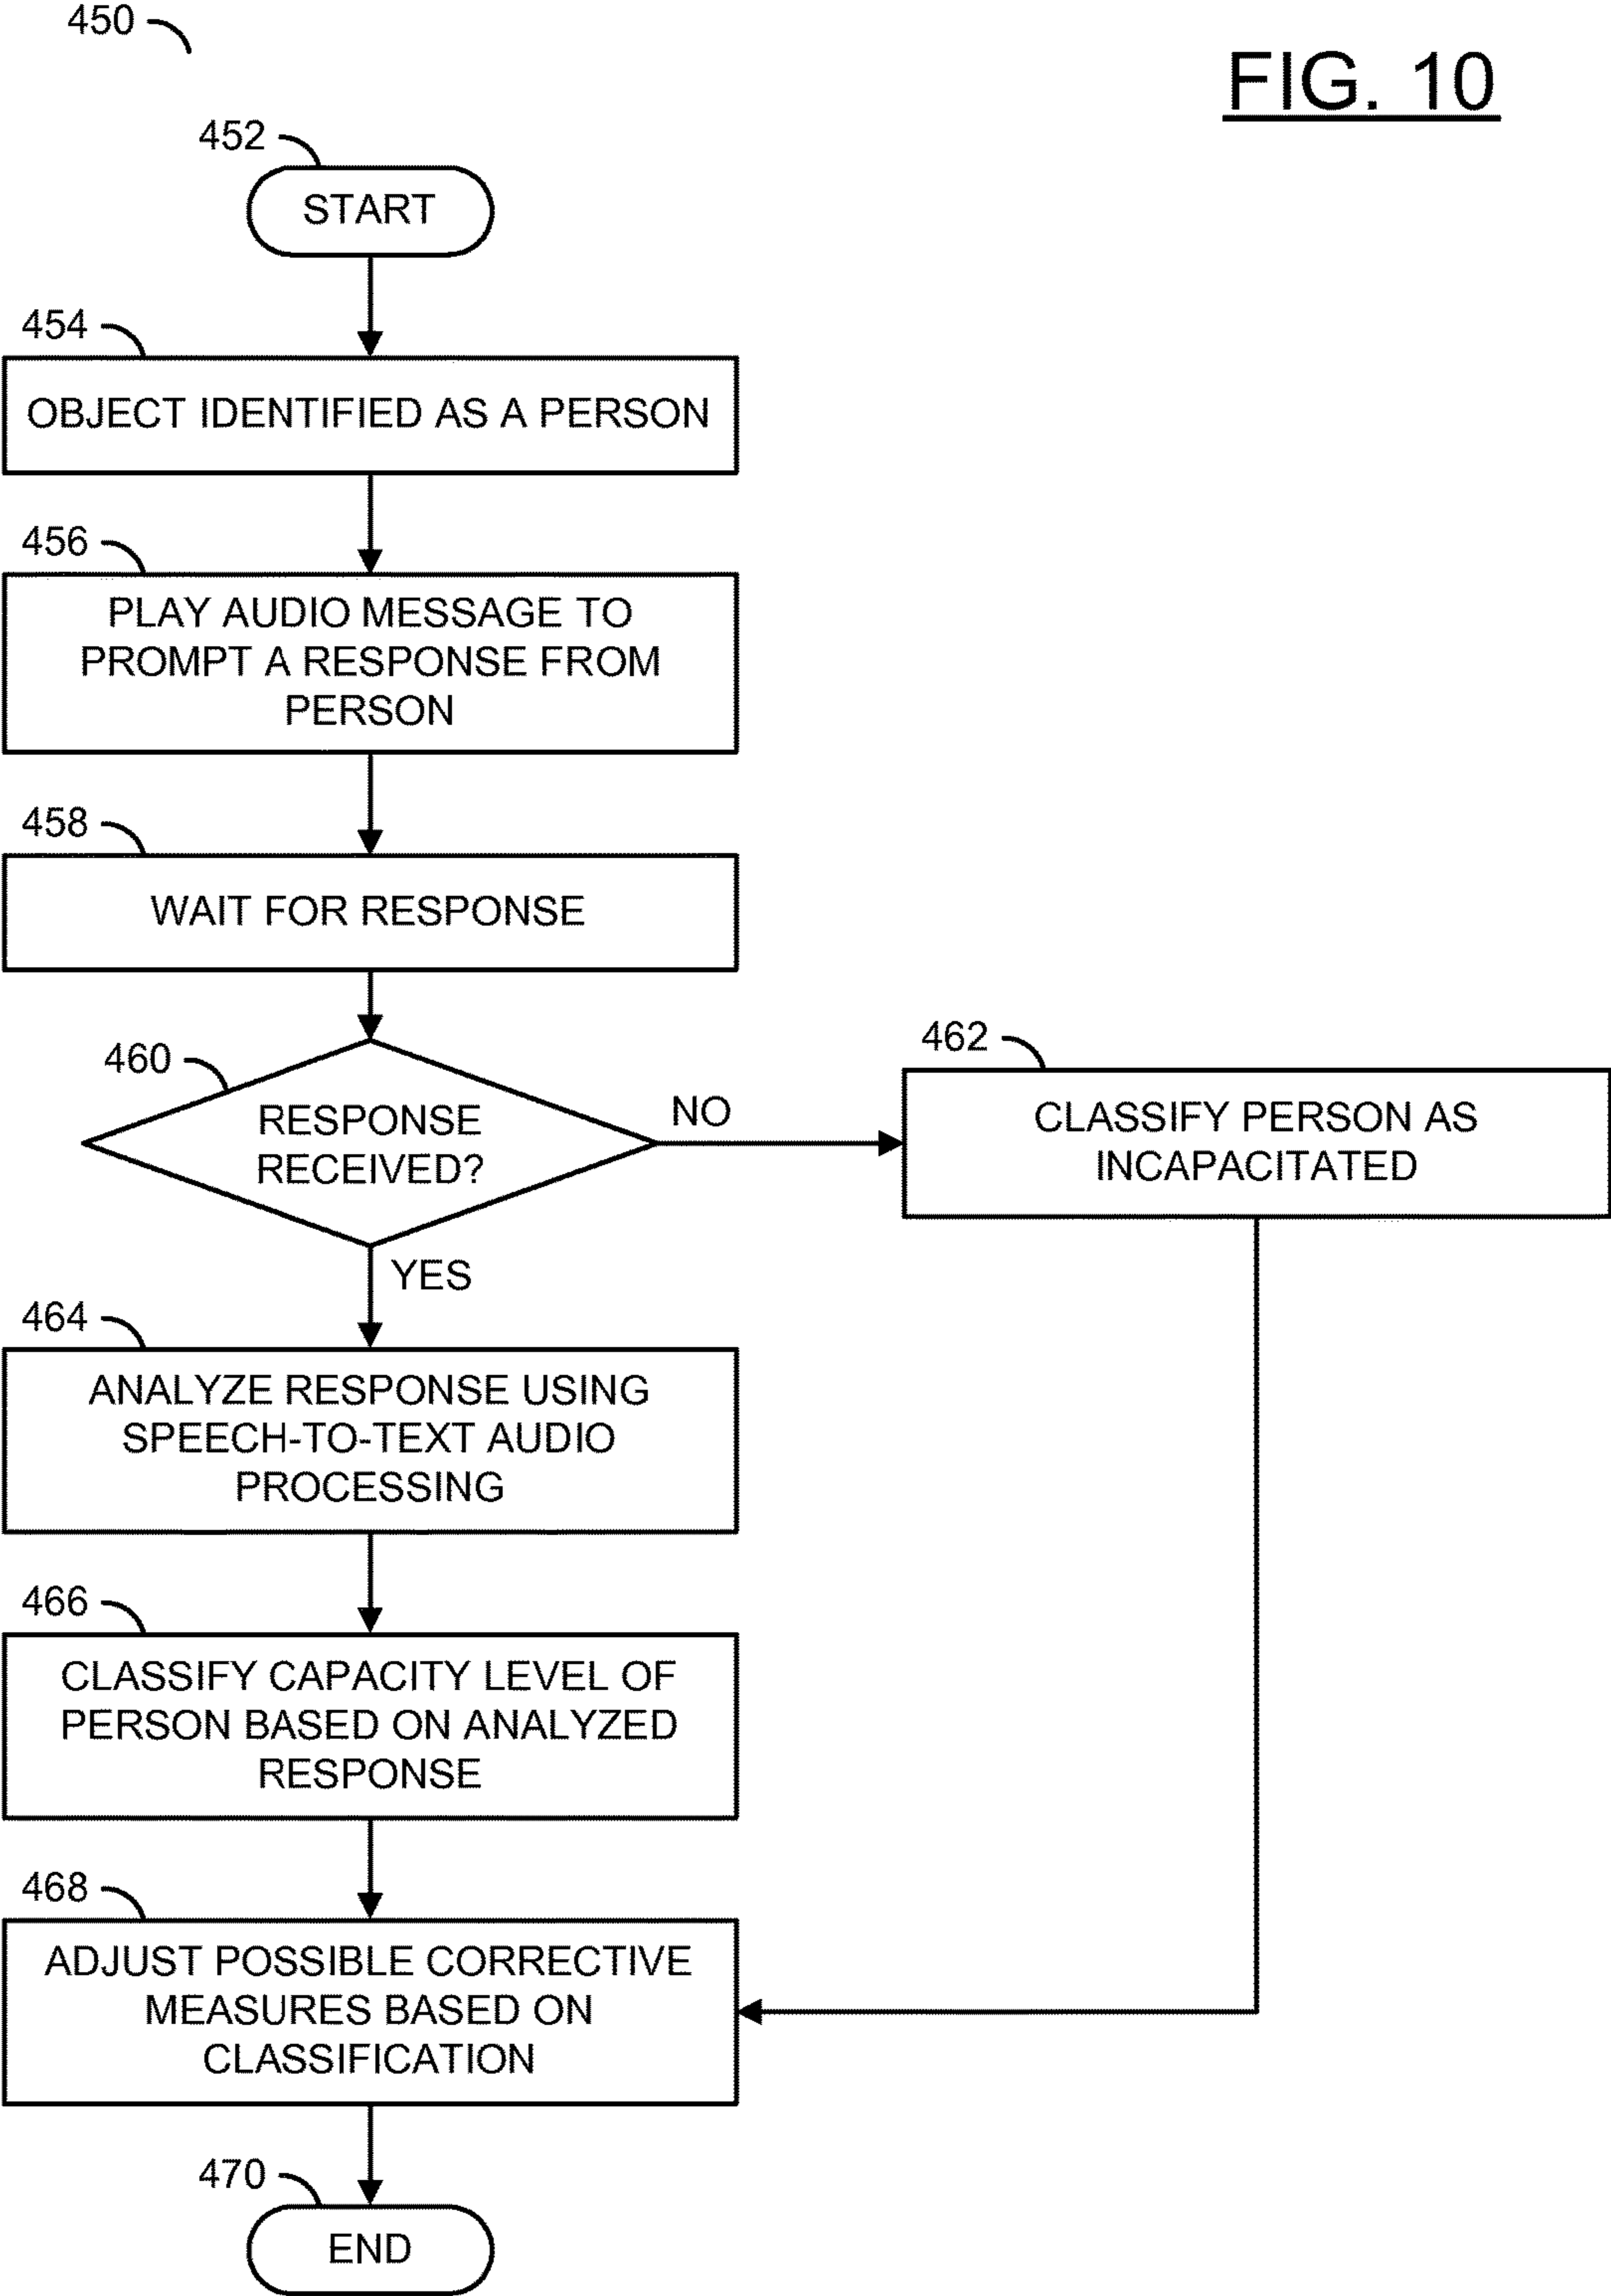 450
FIG. 10
452
START
454
OBJECT IDENTIFIED AS A PERSON
456
PLAY AUDIO MESSAGE TO
PROMPT A RESPONSE FROM
PERSON
458
WAIT FOR RESPONSE
460
RESPONSE
RECEIVED?
NO
462
CLASSIFY PERSON AS
INCAPACITATED
YES
464
ANALYZE RESPONSE USING
SPEECH-TO-TEXT AUDIO
PROCESSING
466
CLASSIFY CAPACITY LEVEL OF
PERSON BASED ON ANALYZED
RESPONSE
468
ADJUST POSSIBLE CORRECTIVE
MEASURES BASED ON
CLASSIFICATION
470
END